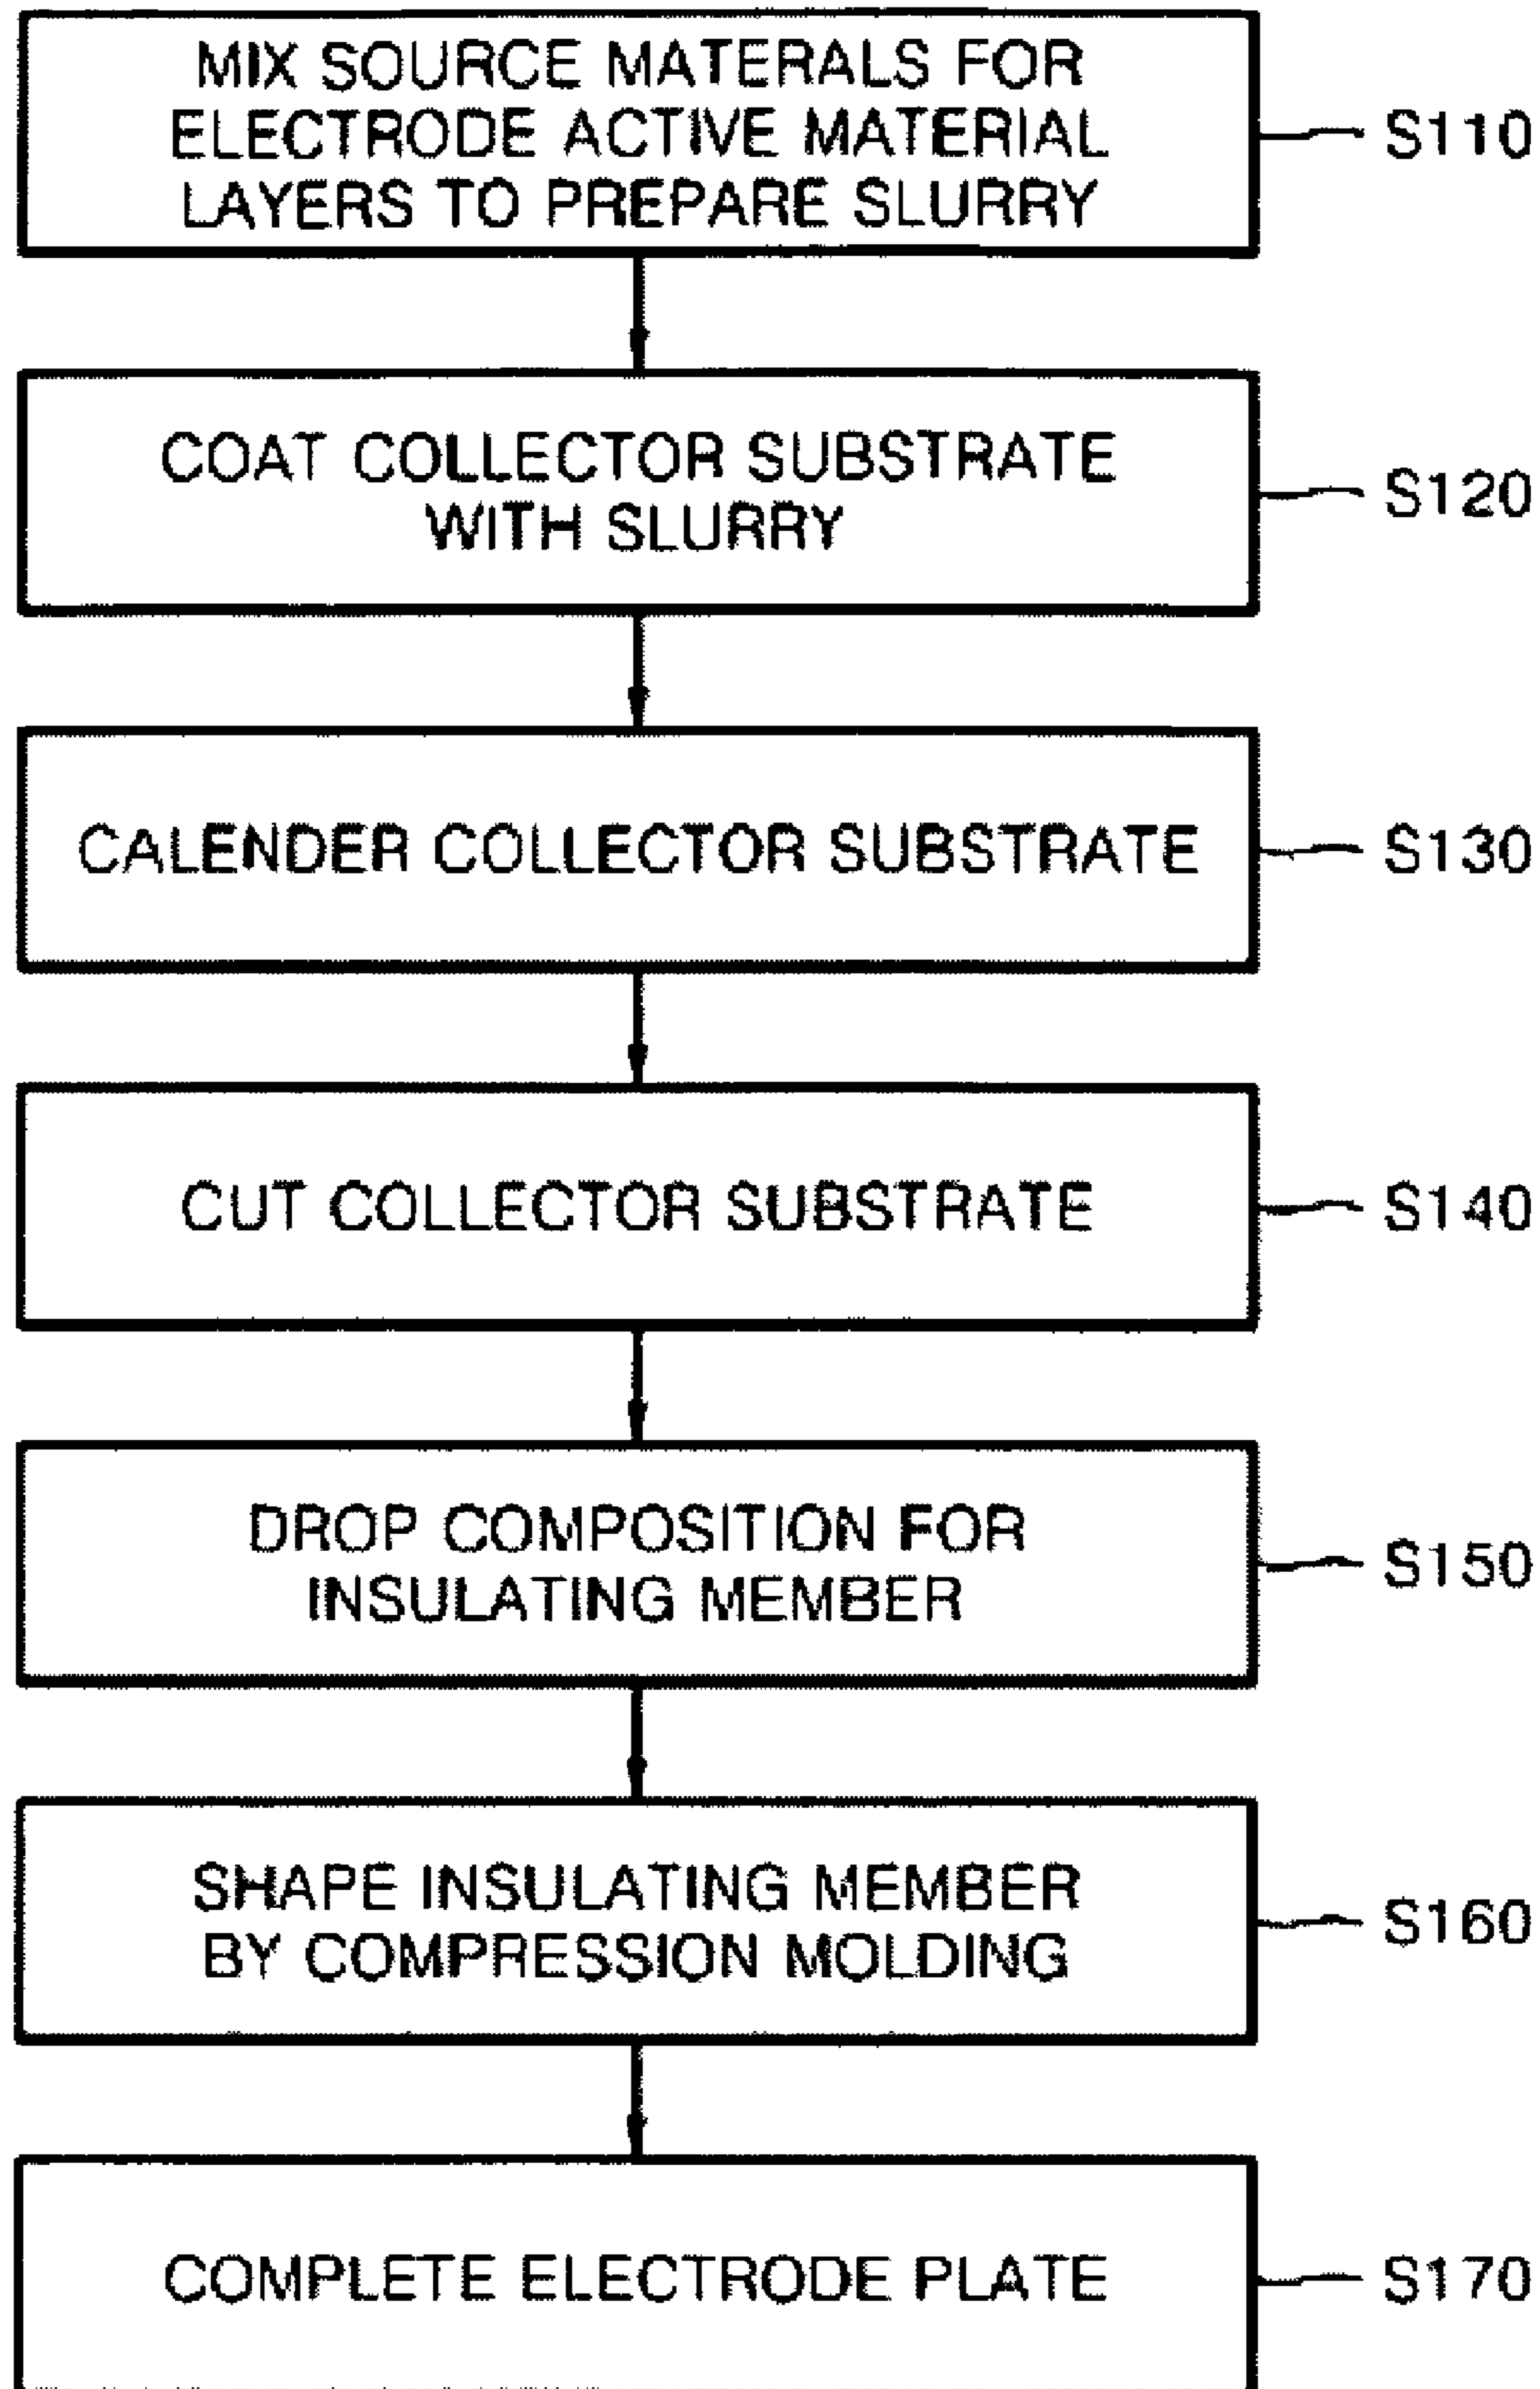 MIX SOURCE MATERALS FOR
ELECTRODE ACTIVE MATERIAL
LAYERS TO PREPARE SLURRY
S110
COAT COLLECTOR SUBSTRATE
WITH SLURRY
S120
CALENDER COLLECTOR SUBSTRATE
S130
CUT COLLECTOR SUBSTRATE
S140
DROP COMPOSITION FOR
INSULATING MEMBER
S150
SHAPE INSULATING MEMBER
BY COMPRESSION MOLDING
S160
COMPLETE ELECTRODE PLATE
S170